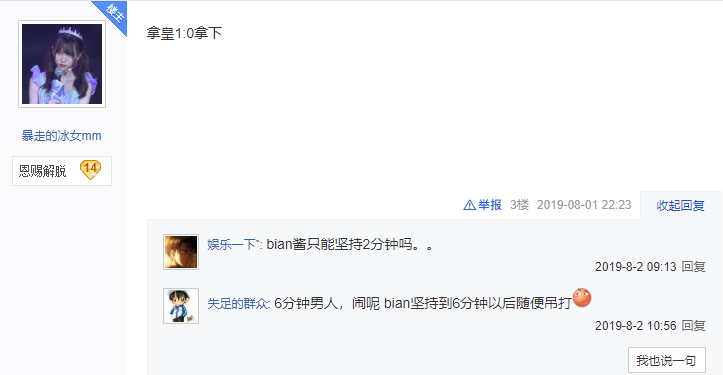 楼主
拿皇1:0拿下
暴走的冰女mm
恩赐解脱 14
举报 3楼 2019-08-01 22:23 收起回复
娱乐一下ˇ: bian酱只能坚持2分钟吗。。
2019-8-2 09:13 回复
失足的群众: 6分钟男人，闹呢 bian坚持到6分钟以后随便吊打
2019-8-2 10:56 回复
我也说一句